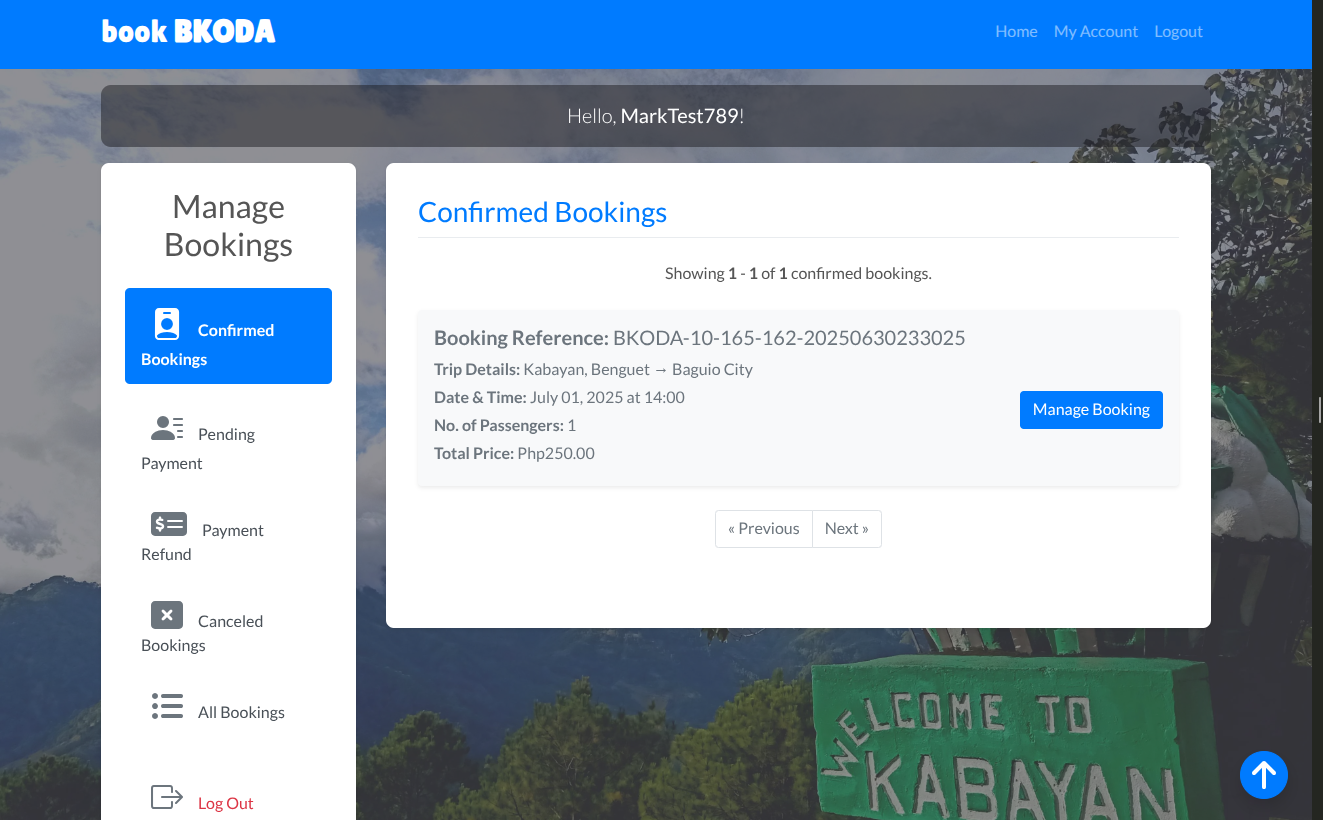 book BKODA
Home My Account Logout
Hello, MarkTest789!
Manage
Bookings
Confirmed
Bookings
Pending
Payment
Payment
Refund
Canceled
Bookings
All Bookings
Log Out
Confirmed Bookings
Showing 1 - 1 of 1 confirmed bookings.
Booking Reference: BKODA-10-165-162-20250630233025
Trip Details: Kabayan, Benguet → Baguio City
Date & Time: July 01, 2025 at 14:00
No. of Passengers: 1
Total Price: Php250.00
Manage Booking
« Previous Next »
WELCOME TO
KABAYAN